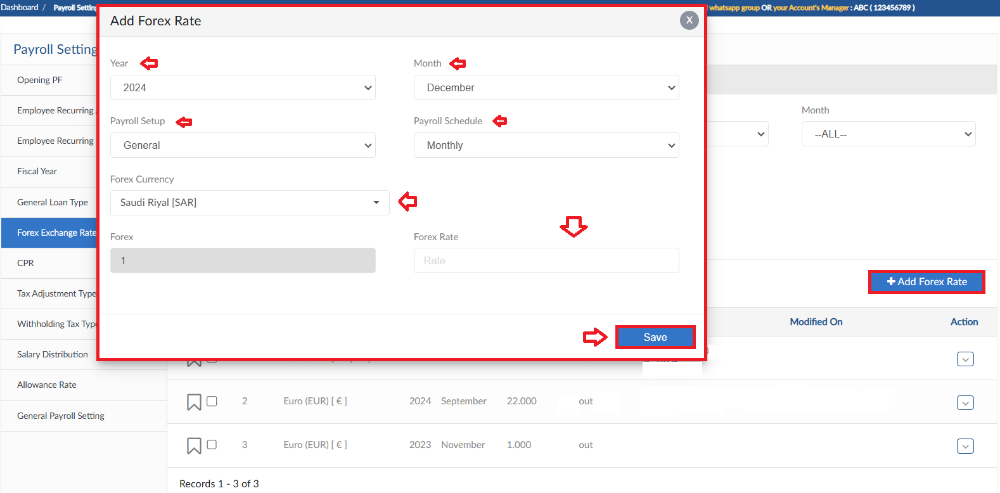 Dashboard / Payroll Setting
whatsapp group OR your Account's Manager : ABC ( 123456789 )
Add Forex Rate
X
Payroll Setting
Opening PF
Employee Recurring
Employee Recurring
Fiscal Year
General Loan Type
Forex Exchange Rate
CPR
Tax Adjustment Type
Withholding Tax Type
Salary Distribution
Allowance Rate
General Payroll Setting
Year
2024
Month
December
Payroll Setup
General
Payroll Schedule
Monthly
Forex Currency
Saudi Riyal [SAR]
Forex
1
Forex Rate
Rate
Save
Month
--ALL--
+ Add Forex Rate
Modified On Action
2 Euro (EUR) [ € ] 2024 September 22.000 out
3 Euro (EUR) [ € ] 2023 November 1.000 out
Records 1 - 3 of 3